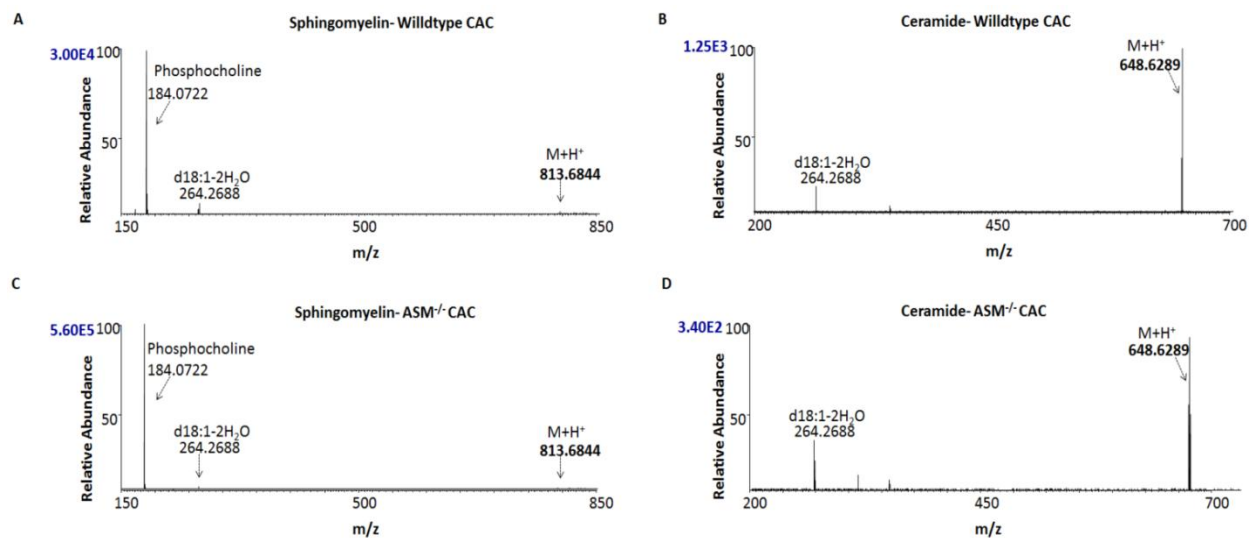 A
Sphingomyelin- Willdtype CAC
3.00E4
100
50
Relative Abundance
Phosphocholine
184.0722
d18:1-2H₂O
264.2688
M+H⁺
813.6844
150
500
850
m/z
B
Ceramide- Willdtype CAC
1.25E3
100
50
Relative Abundance
M+H⁺
648.6289
d18:1-2H₂O
264.2688
200
450
700
m/z
C
Sphingomyelin- ASM⁻/⁻ CAC
5.60E5
100
50
Relative Abundance
Phosphocholine
184.0722
d18:1-2H₂O
264.2688
M+H⁺
813.6844
150
500
850
m/z
D
Ceramide- ASM⁻/⁻ CAC
3.40E2
100
50
Relative Abundance
M+H⁺
648.6289
d18:1-2H₂O
264.2688
200
450
700
m/z